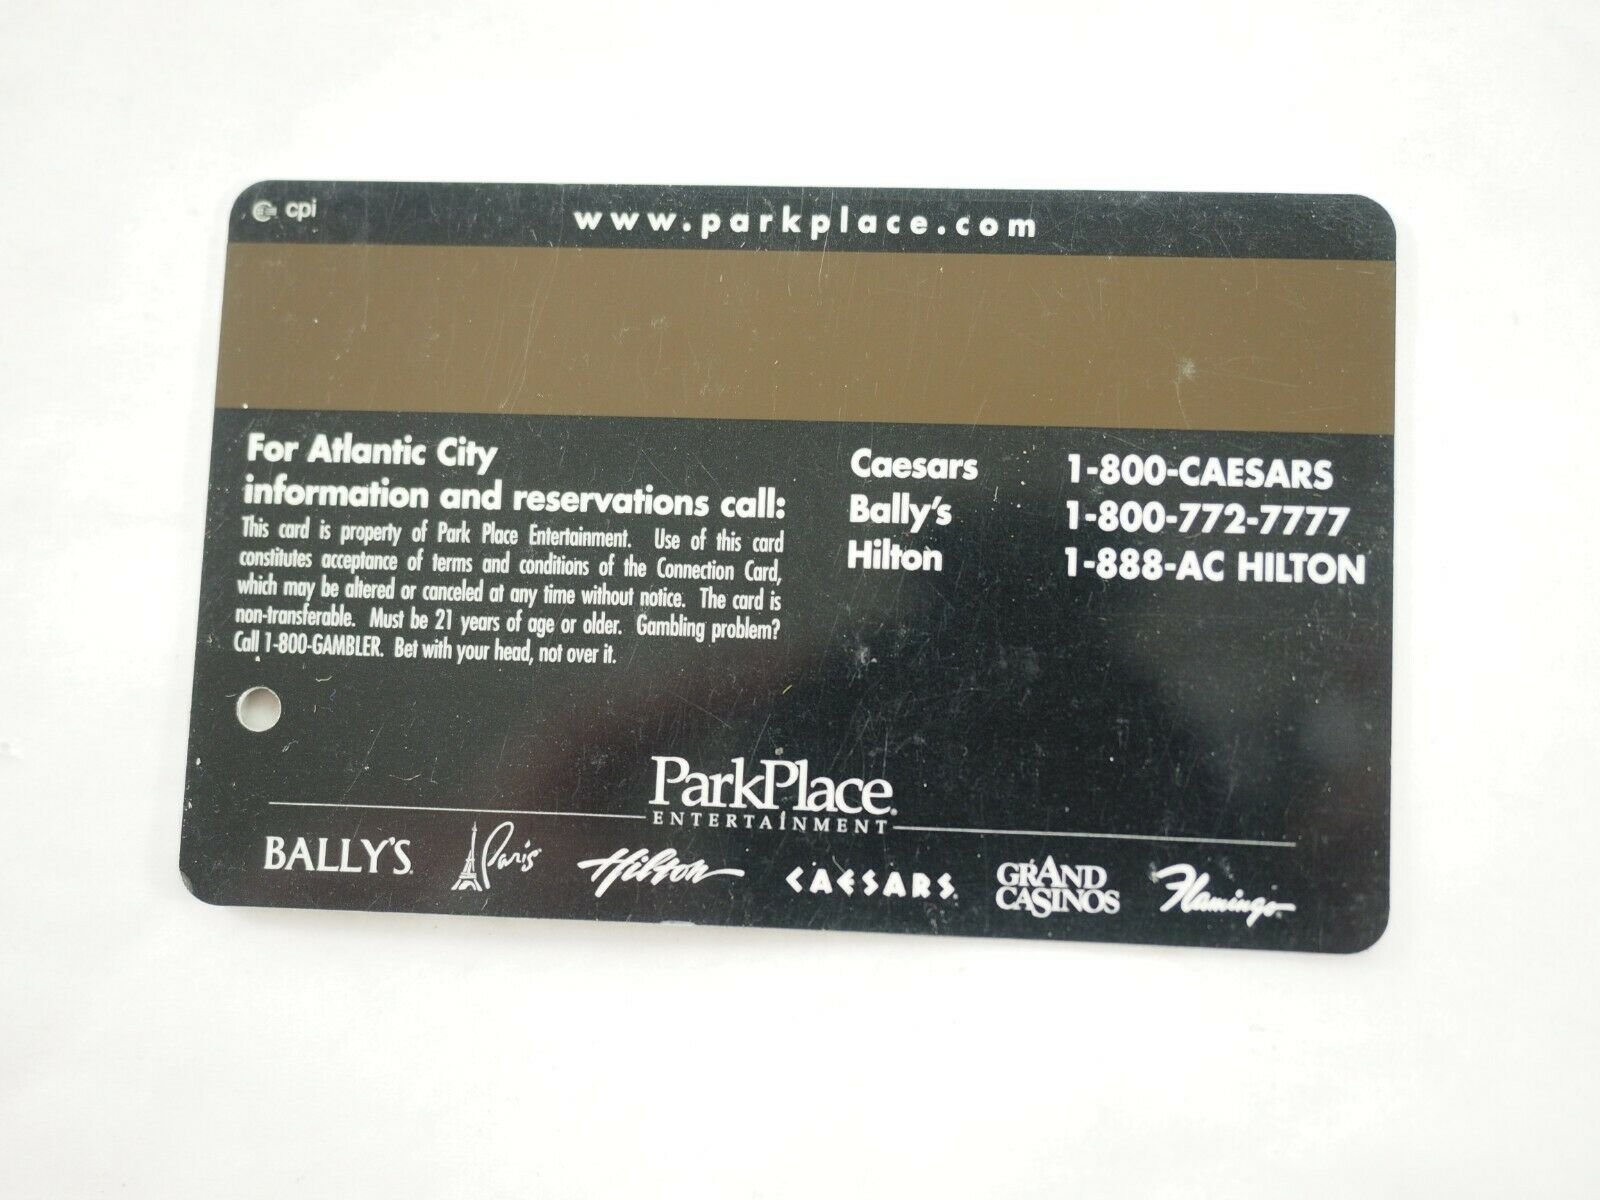 cpi
www.parkplace.com
For Atlantic City
information and reservations call:
This card is property of Park Place Entertainment. Use of this card
constitutes acceptance of terms and conditions of the Connection Card,
which may be altered or canceled at any time without notice. The card is
non-transferable. Must be 21 years of age or older. Gambling problem?
Call 1-800-GAMBLER. Bet with your head, not over it.
Caesars 1-800-CAESARS
Bally's 1-800-772-7777
Hilton 1-888-AC HILTON
ParkPlace
ENTERTAINMENT
BALLY'S Paris Hilton CAESARS GRAND CASINOS Flamingo